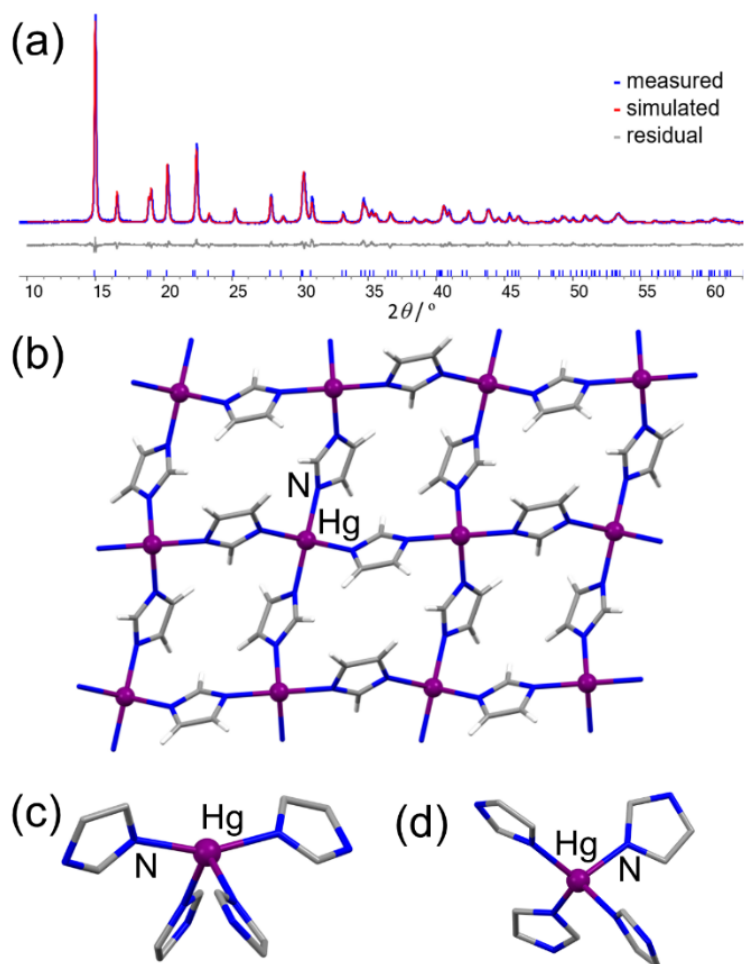 (a)
measured
simulated
residual
10 15 20 25 30 35 40 45 50 55 60
2θ/°
(b)
N
Hg
(c)
Hg
N
(d)
Hg
N